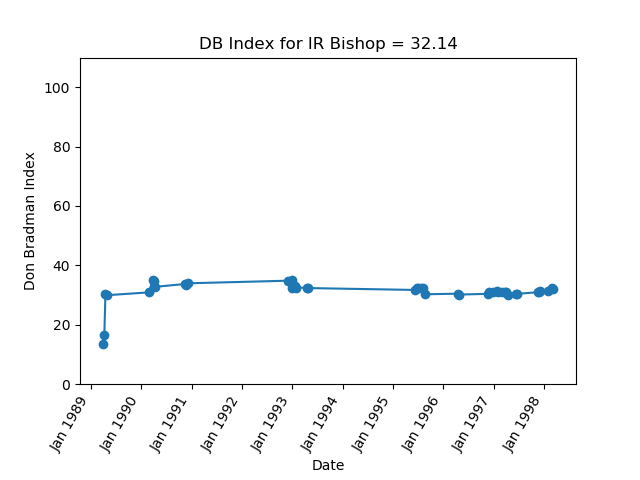 DB Index for IR Bishop = 32.14
100
80
60
40
20
0
Don Bradman Index
Jan 1989
Jan 1990
Jan 1991
Jan 1992
Jan 1993
Jan 1994
Jan 1995
Jan 1996
Jan 1997
Jan 1998
Date